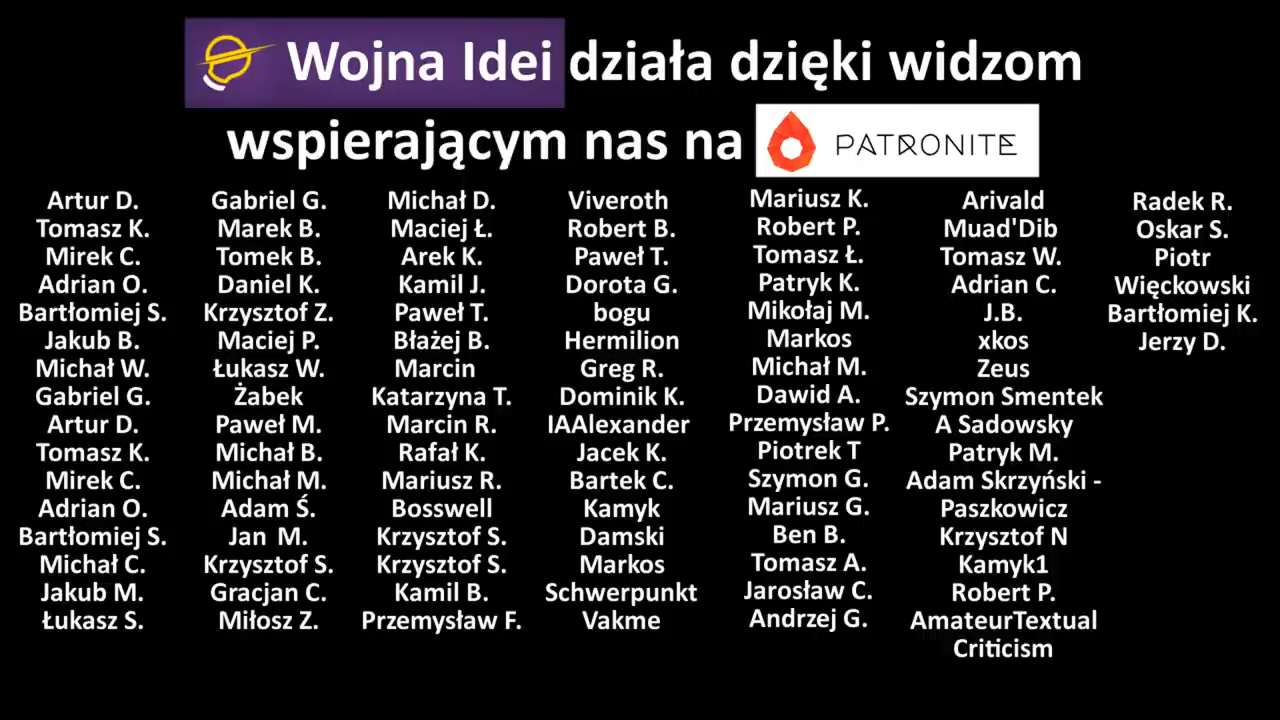 Wojna Idei działa dzięki widzom
wspierającym nas na PATRONITE
Artur D.
Tomasz K.
Mirek C.
Adrian O.
Bartłomiej S.
Jakub B.
Michał W.
Gabriel G.
Artur D.
Tomasz K.
Mirek C.
Adrian O.
Bartłomiej S.
Michał C.
Jakub M.
Łukasz S.
Gabriel G.
Marek B.
Tomek B.
Daniel K.
Krzysztof Z.
Maciej P.
Łukasz W.
Żabek
Paweł M.
Michał B.
Michał M.
Adam Ś.
Jan M.
Krzysztof S.
Gracjan C.
Miłosz Z.
Michał D.
Maciej Ł.
Arek K.
Kamil J.
Paweł T.
Błażej B.
Marcin
Katarzyna T.
Marcin R.
Rafał K.
Mariusz R.
Bosswell
Krzysztof S.
Krzysztof S.
Kamil B.
Przemysław F.
Viveroth
Robert B.
Paweł T.
Dorota G.
bogu
Hermilion
Greg R.
Dominik K.
IAAlexander
Jacek K.
Bartek C.
Kamyk
Damski
Markos
Schwerpunkt
Vakme
Mariusz K.
Robert P.
Tomasz Ł.
Patryk K.
Mikołaj M.
Markos
Michał M.
Dawid A.
Przemysław P.
Piotrek T
Szymon G.
Mariusz G.
Ben B.
Tomasz A.
Jarosław C.
Andrzej G.
Arivald
Muad'Dib
Tomasz W.
Adrian C.
J.B.
xkos
Zeus
Szymon Smentek
A Sadowsky
Patryk M.
Adam Skrzyński -
Paszkowicz
Krzysztof N
Kamyk1
Robert P.
AmateurTextual
Criticism
Radek R.
Oskar S.
Piotr
Więckowski
Bartłomiej K.
Jerzy D.